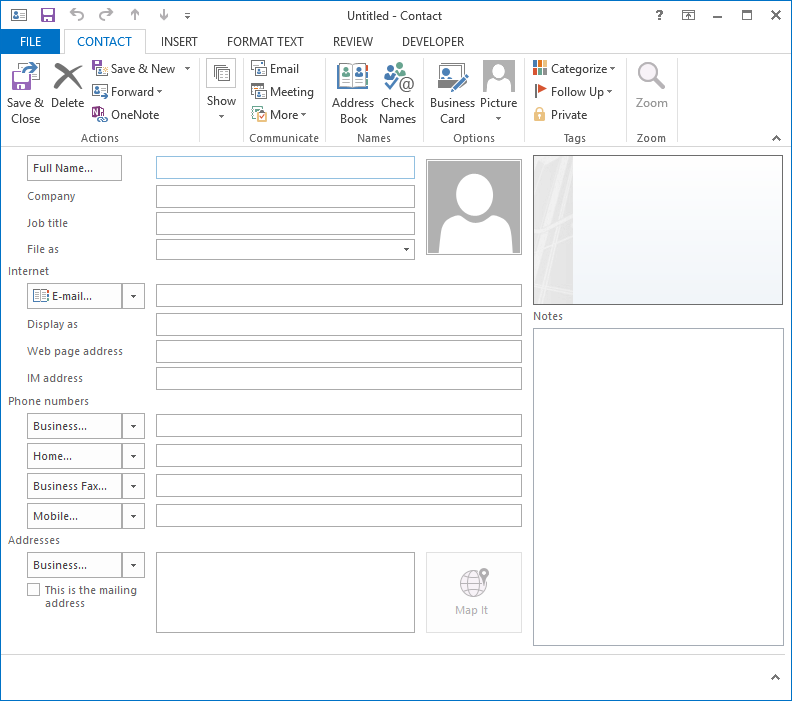 Untitled - Contact
?
FILE
CONTACT
INSERT
FORMAT TEXT
REVIEW
DEVELOPER
Save &
Close
Delete
Save & New
Forward
OneNote
Actions
Show
Email
Meeting
More
Communicate
Address
Book
Check
Names
Names
Business
Card
Picture
Options
Categorize
Follow Up
Private
Tags
Zoom
Zoom
Full Name...
Company
Job title
File as
Internet
E-mail...
Display as
Web page address
IM address
Phone numbers
Business...
Home...
Business Fax...
Mobile...
Addresses
Business...
This is the mailing
address
Map It
Notes